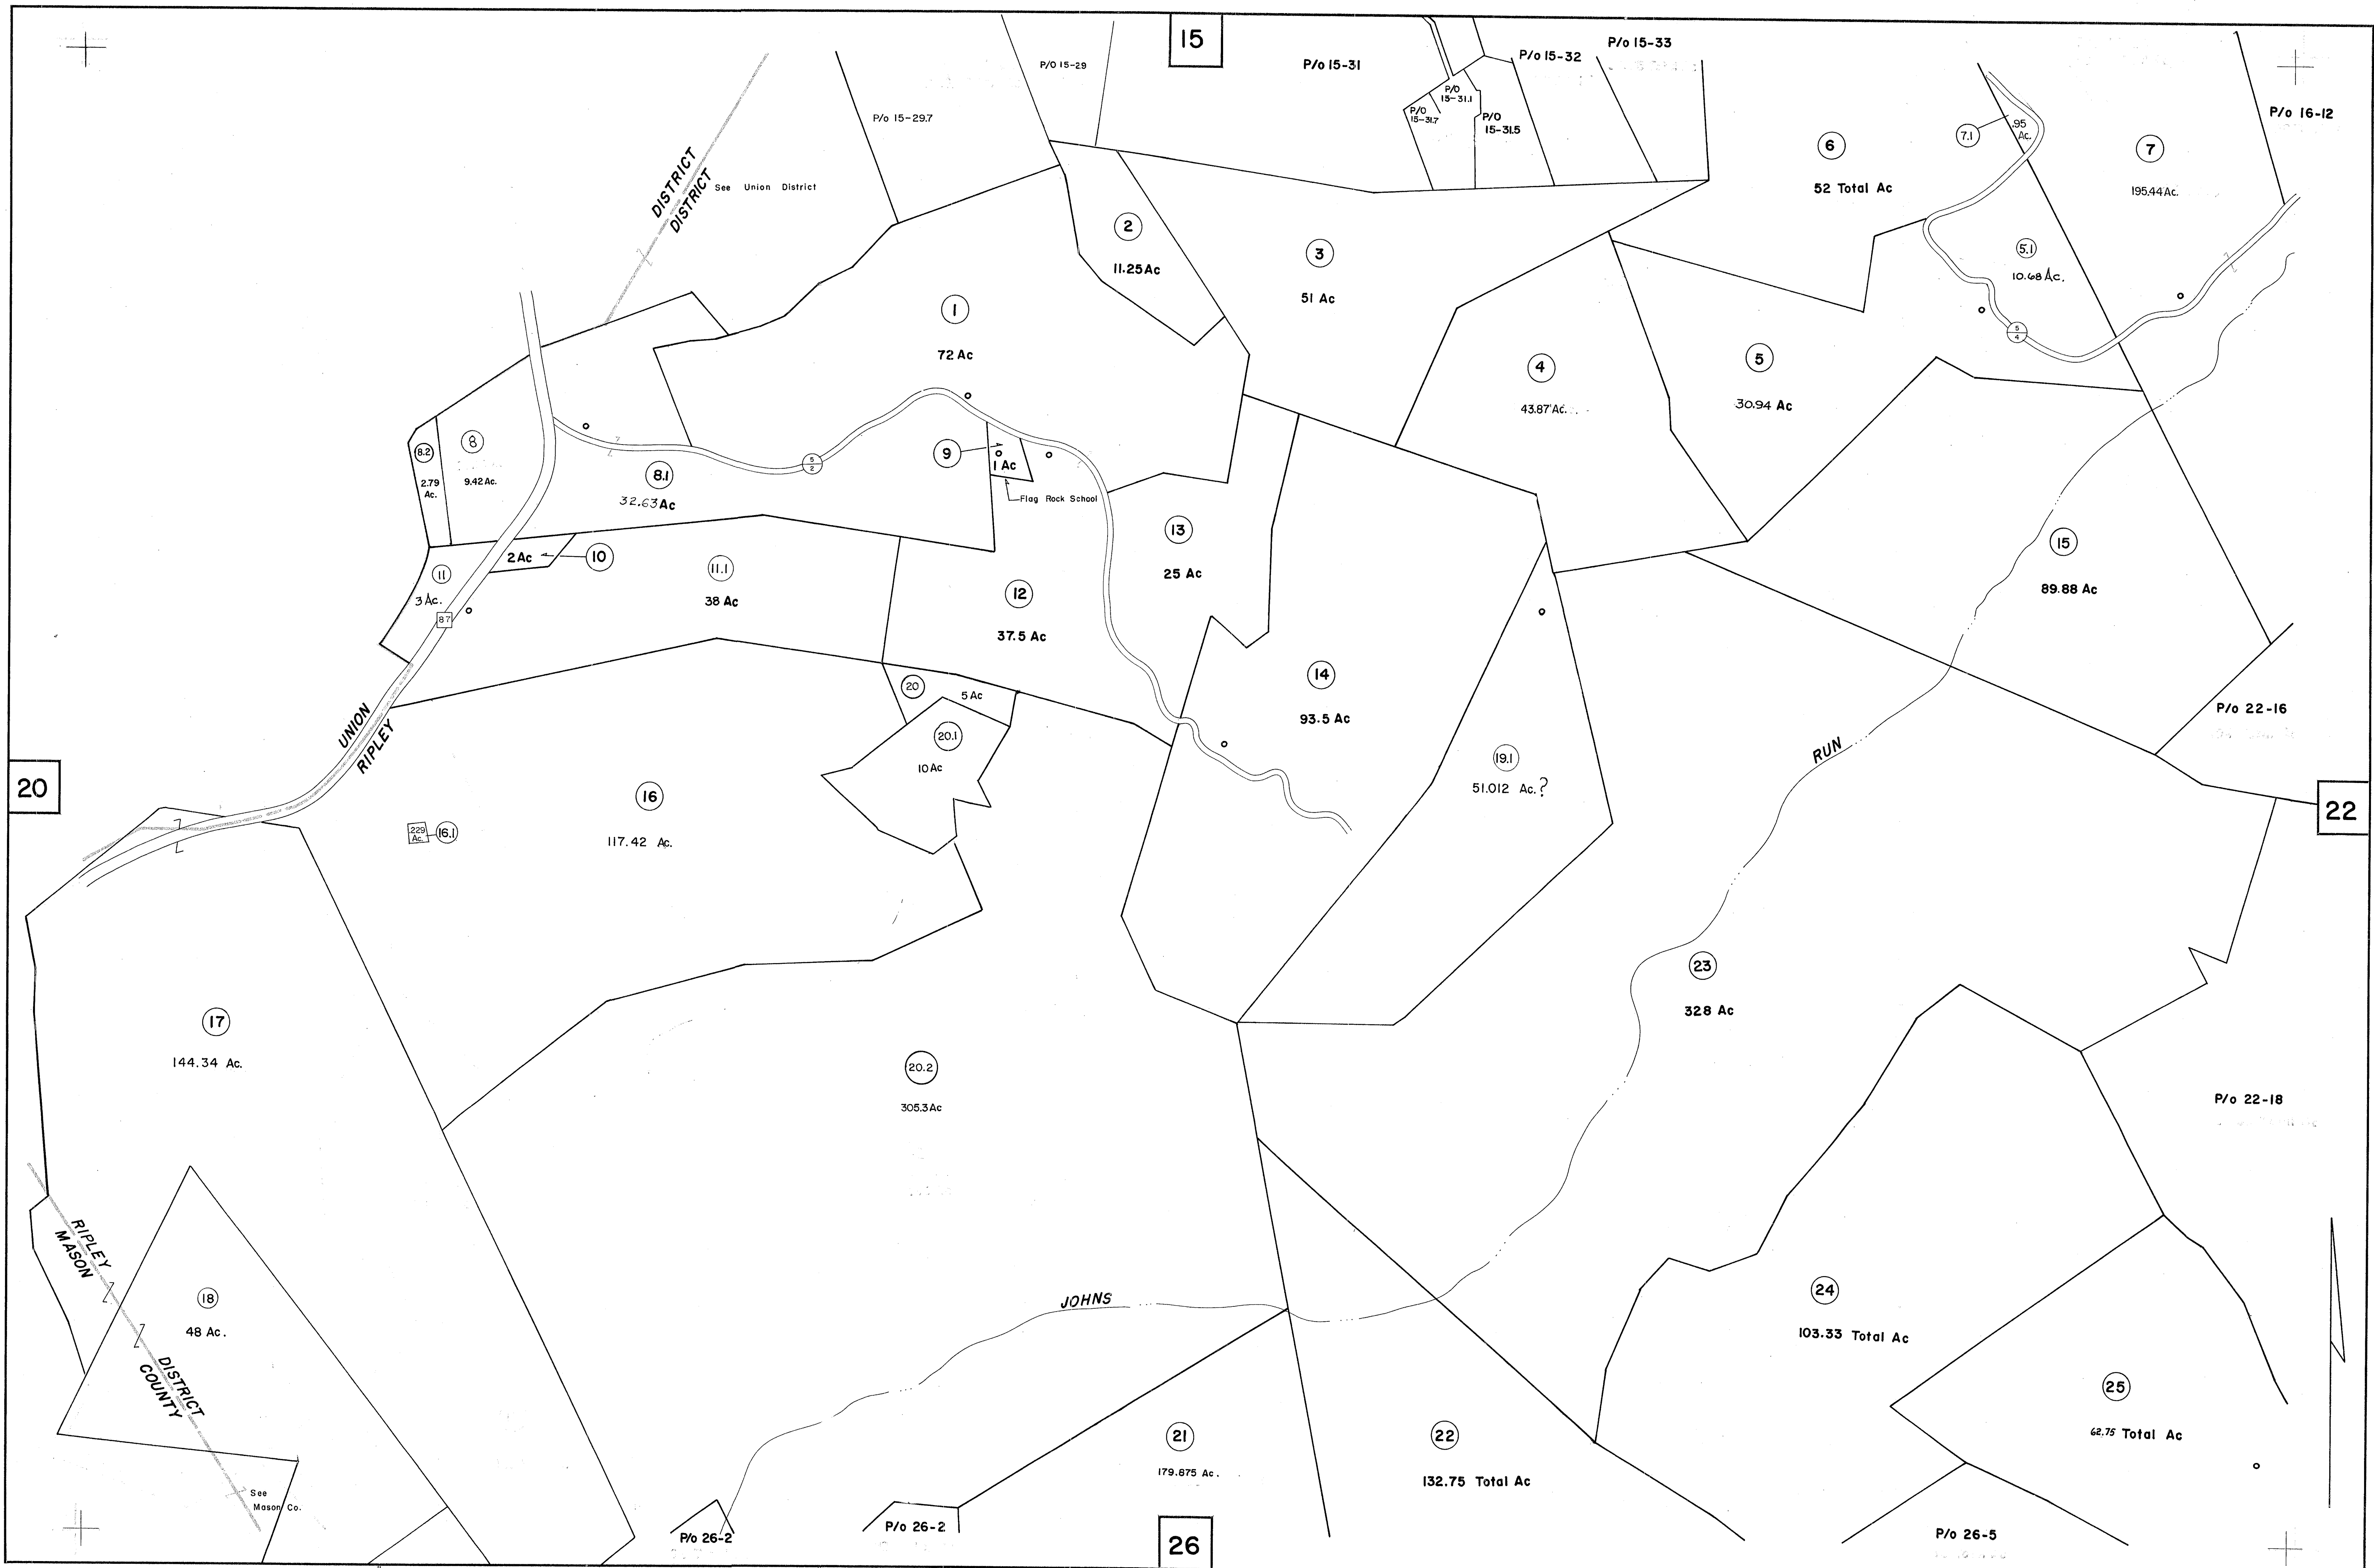 15
P/o 15-29
P/o 15-31
P/o 15-32
P/o 15-33
P/O
15-31.1
P/O
15-31.7
P/O
15-31.5
P/o 15-29.7
P/o 16-12
DISTRICT
DISTRICT
See Union District
6
52 Total Ac
7.1
.95
Ac.
7
195.44 Ac.
2
11.25 Ac
3
51 Ac
5.1
10.68 Ac.
5
4
1
72 Ac
4
43.87 Ac.
5
30.94 Ac
8.2
2.79
Ac.
8
9.42 Ac.
8.1
32.63 Ac
5
2
9
1 Ac
Flag Rock School
13
25 Ac
15
89.88 Ac
2 Ac
10
11
3 Ac.
87
11.1
38 Ac
12
37.5 Ac
14
93.5 Ac
20
5 Ac
20.1
10 Ac
UNION
RIPLEY
P/o 22-16
RUN
20
16
117.42 Ac.
.229
Ac.
16.1
19.1
51.012 Ac.?
22
23
328 Ac
17
144.34 Ac.
20.2
305.3 Ac
P/o 22-18
RIPLEY
MASON
DISTRICT
COUNTY
18
48 Ac.
JOHNS
24
103.33 Total Ac
25
62.75 Total Ac
21
179.875 Ac.
22
132.75 Total Ac
See
Mason Co.
P/o 26-2
P/o 26-2
26
P/o 26-5